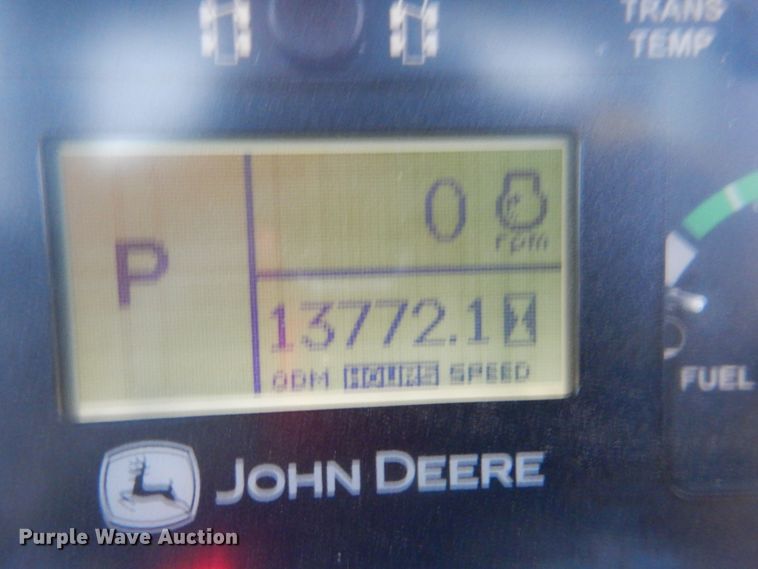 TRANS
TEMP
P
0
rpm
13772.1
ODM HOURS SPEED
FUEL
JOHN DEERE
Purple Wave Auction